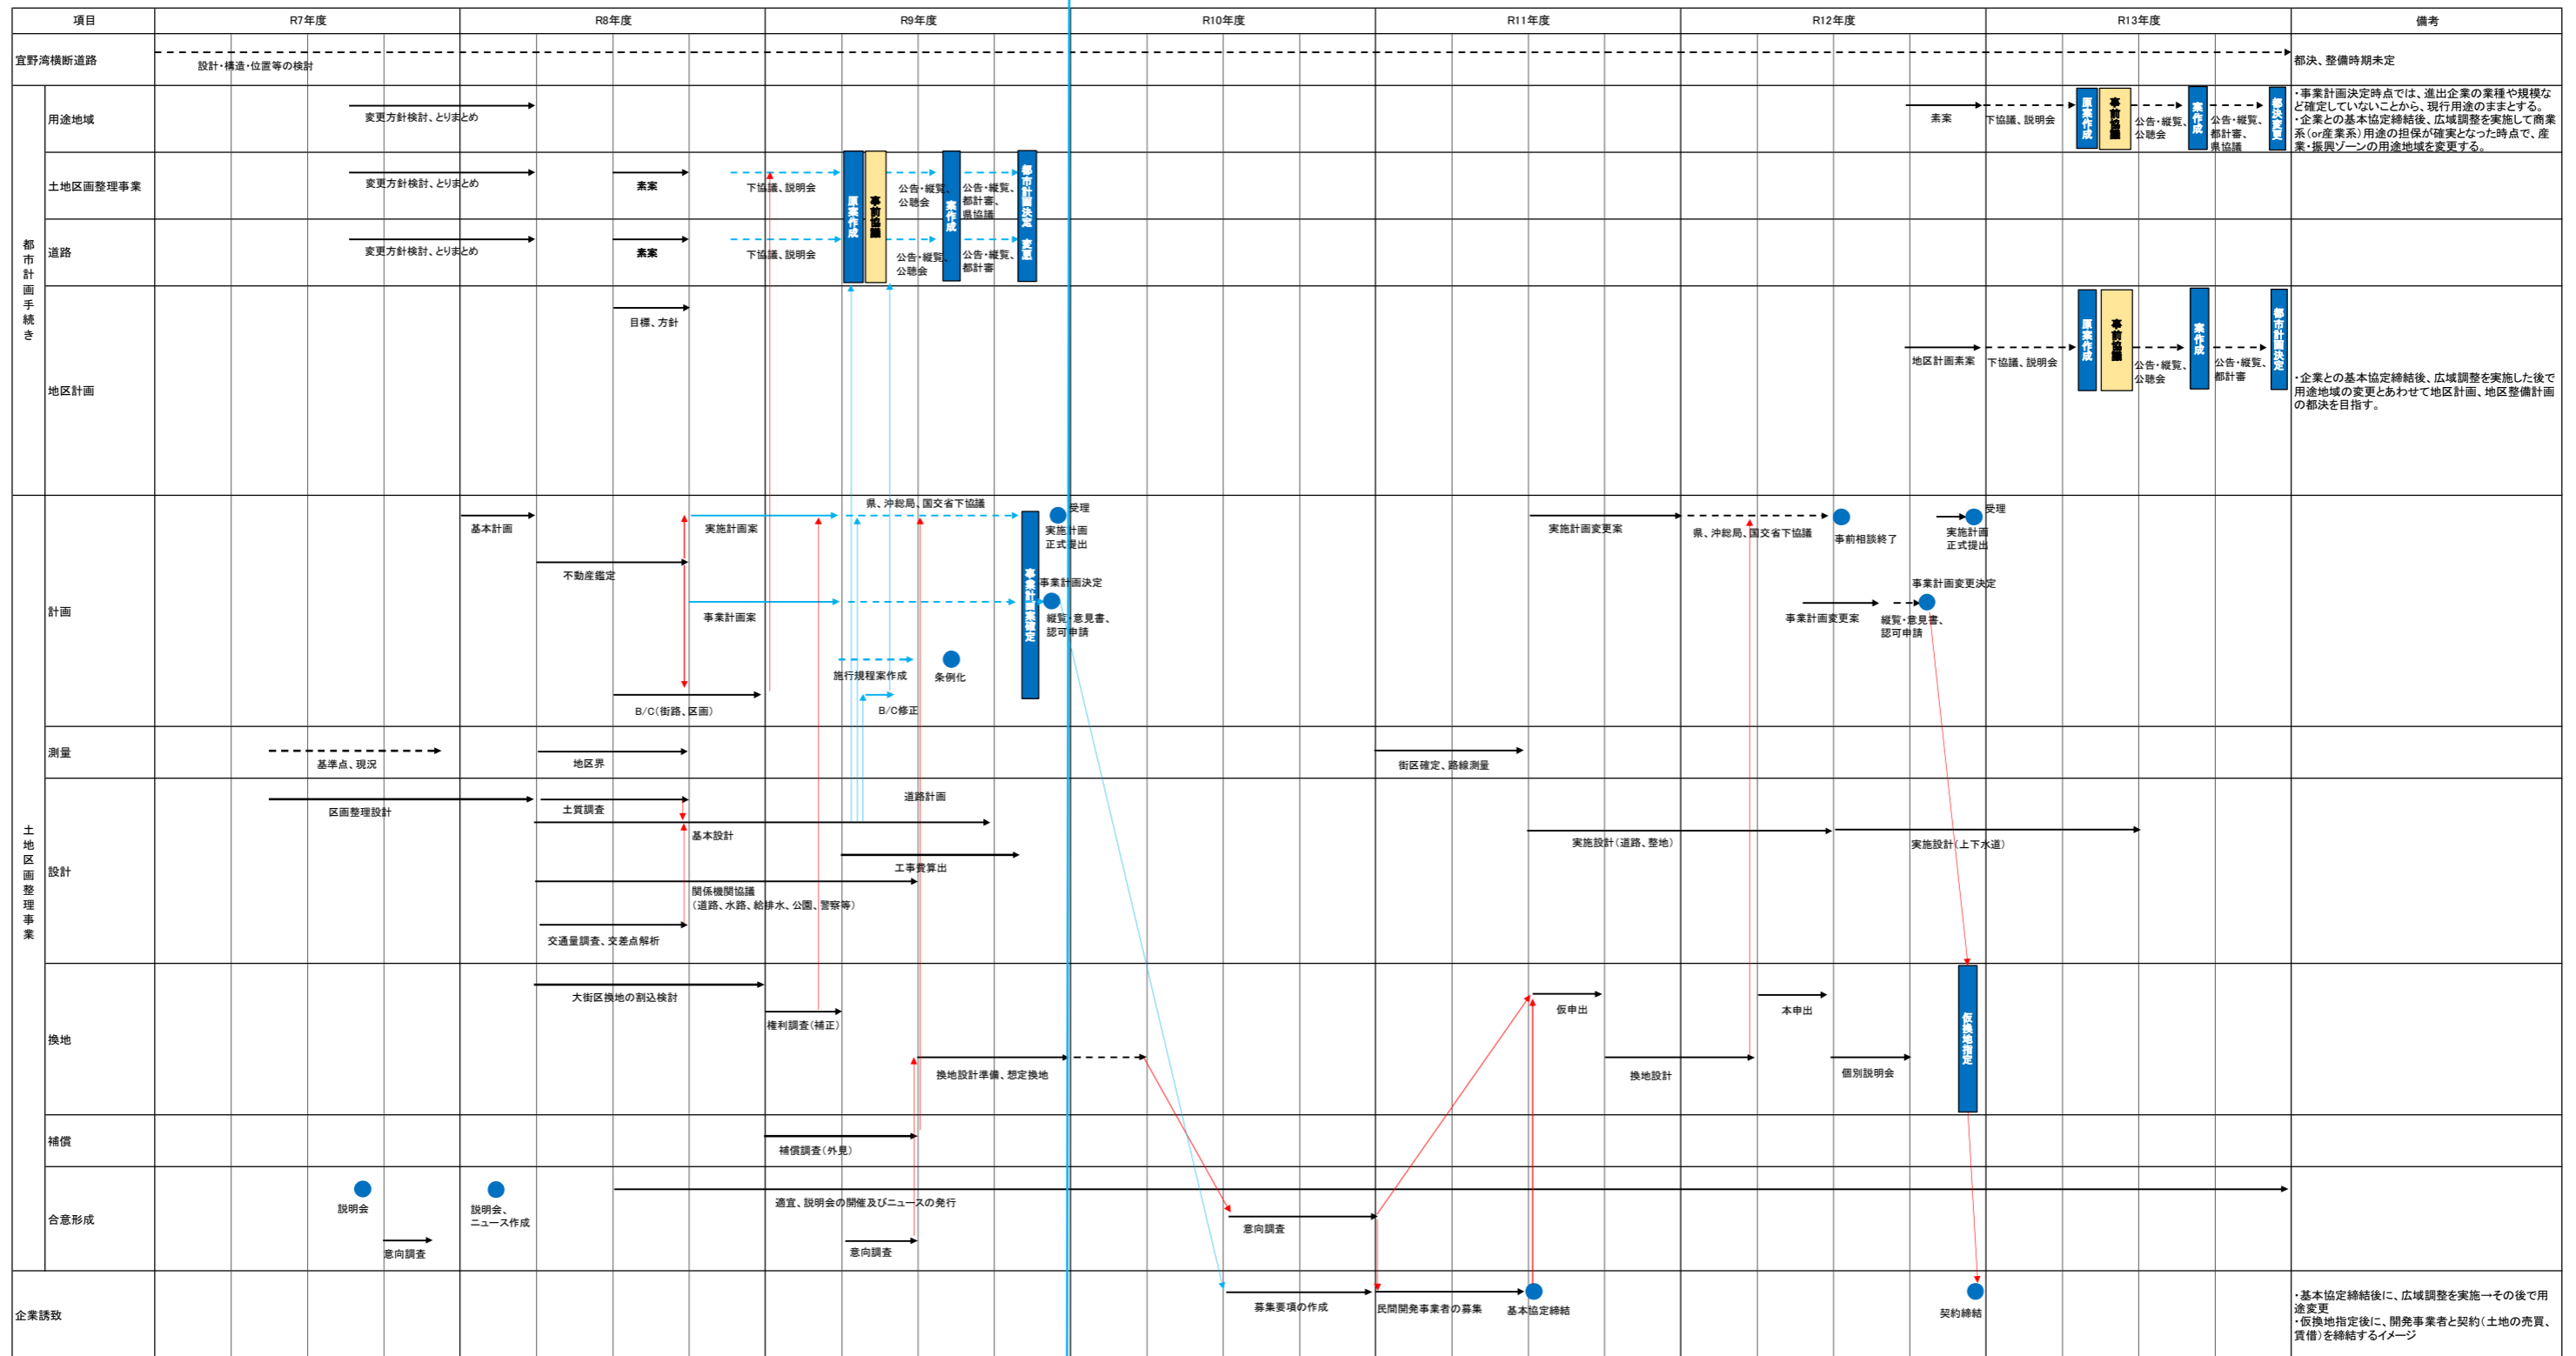 項目
R7年度
R8年度
R9年度
R10年度
R11年度
R12年度
R13年度
備考
宜野湾横断道路
設計・構造・位置等の検討
都決、整備時期未定
都市計画手続き
用途地域
変更方針検討、とりまとめ
素案
下協議、説明会
原案作成
事前協議
公告・縦覧、
公聴会
案作成
公告・縦覧、
都計審、
県協議
都決変更
・事業計画決定時点では、進出企業の業種や規模な
ど確定していないことから、現行用途のままとする。
・企業との基本協定締結後、広域調整を実施して商業
系(or産業系)用途の担保が確実となった時点で、産
業・振興ゾーンの用途地域を変更する。
土地区画整理事業
変更方針検討、とりまとめ
素案
下協議、説明会
原案作成
事前協議
公告・縦覧、
公聴会
案作成
公告・縦覧、
都計審、
県協議
都市計画決定 変更
道路
変更方針検討、とりまとめ
素案
下協議、説明会
公告・縦覧、
公聴会
公告・縦覧、
都計審
地区計画
目標、方針
地区計画素案
下協議、説明会
原案作成
事前協議
公告・縦覧、
公聴会
案作成
公告・縦覧、
都計審
都市計画決定
・企業との基本協定締結後、広域調整を実施した後で
用途地域の変更とあわせて地区計画、地区整備計画
の都決を目指す。
土地区画整理事業
計画
基本計画
実施計画案
県、沖総局、国交省下協議
受理
実施計画
正式提出
実施計画変更案
県、沖総局、国交省下協議
事前相談終了
受理
実施計画
正式提出
不動産鑑定
事業計画案
事業計画案確定
事業計画決定
縦覧・意見書、
認可申請
事業計画変更案
事業計画変更決定
縦覧・意見書、
認可申請
施行規程案作成
条例化
B/C(街路、区画)
B/C修正
測量
基準点、現況
地区界
街区確定、路線測量
設計
区画整理設計
土質調査
道路計画
基本設計
実施設計(道路、整地)
実施設計(上下水道)
工事費算出
関係機関協議
(道路、水路、給排水、公園、警察等)
交通量調査、交差点解析
換地
大街区換地の割込検討
権利調査(補正)
換地設計準備、想定換地
仮申出
換地設計
本申出
個別説明会
仮換地指定
補償
補償調査(外見)
合意形成
説明会
意向調査
説明会、
ニュース作成
適宜、説明会の開催及びニュースの発行
意向調査
意向調査
企業誘致
募集要項の作成
民間開発事業者の募集
基本協定締結
契約締結
・基本協定締結後に、広域調整を実施→その後で用
途変更
・仮換地指定後に、開発事業者と契約(土地の売買、
賃借)を締結するイメージ